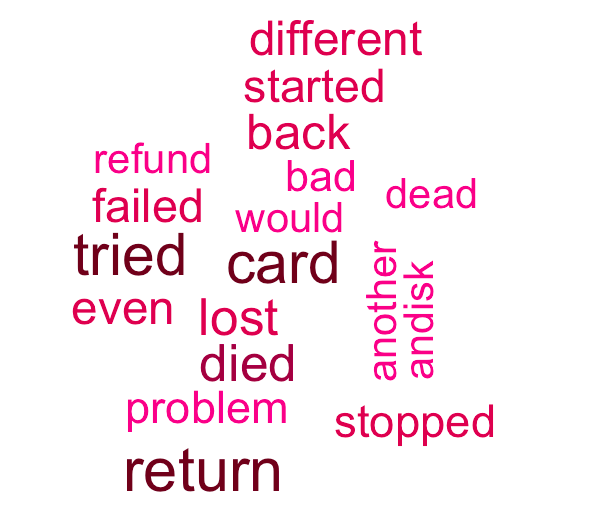 different
started
back
refund
bad
dead
failed
would
tried
card
another
andisk
even
lost
died
problem
stopped
return